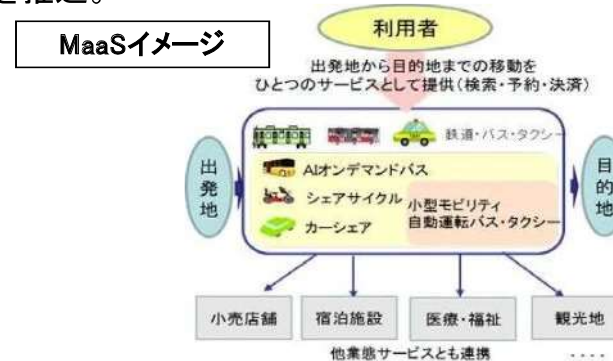 を推進。
MaaSイメージ
利用者
出発地から目的地までの移動を
ひとつのサービスとして提供(検索・予約・決済)
出発地
鉄道・バス・タクシー
AIオンデマンドバス
シェアサイクル
カーシェア
小型モビリティ
自動運転バス・タクシー
目的地
小売店舗
宿泊施設
医療・福祉
観光地
他業態サービスとも連携
····